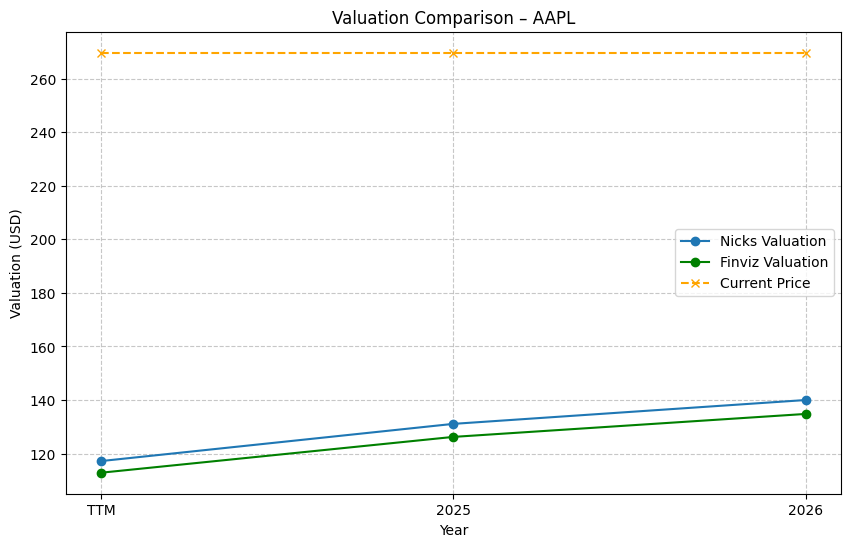 Valuation Comparison – AAPL
Valuation (USD)
260
240
220
200
180
160
140
120
Nicks Valuation
Finviz Valuation
Current Price
TTM
2025
2026
Year